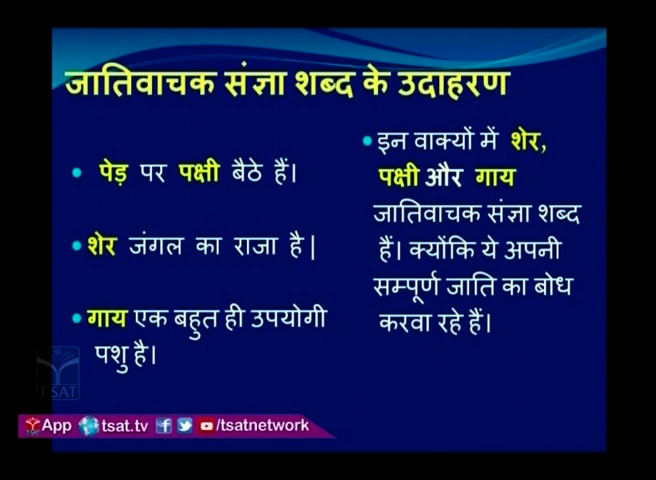 जातिवाचक संज्ञा शब्द के उदाहरण
• पेड़ पर पक्षी बैठे हैं।
• शेर जंगल का राजा है |
• गाय एक बहुत ही उपयोगी
पशु है।
• इन वाक्यों में शेर,
पक्षी और गाय
जातिवाचक संज्ञा शब्द
हैं। क्योंकि ये अपनी
सम्पूर्ण जाति का बोध
करवा रहे हैं।
T SAT
App tsat.tv /tsatnetwork